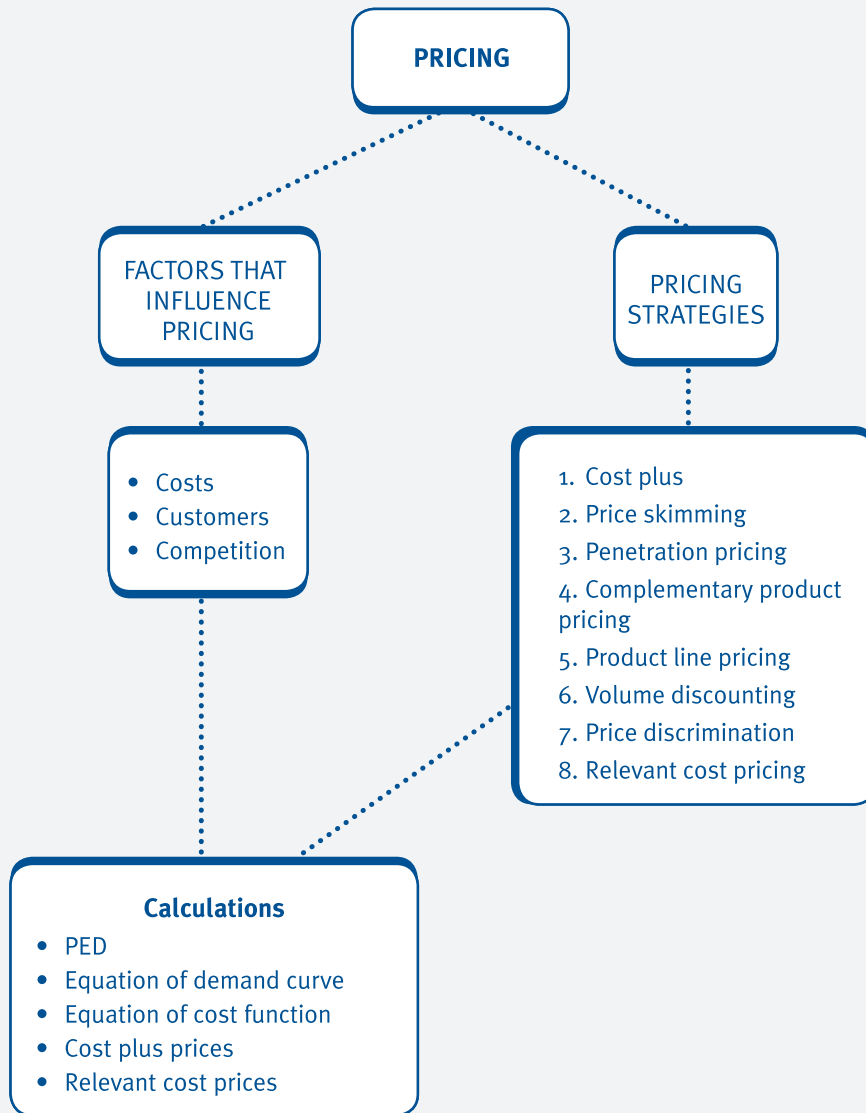 PRICING
FACTORS THAT
INFLUENCE
PRICING
PRICING
STRATEGIES
• Costs
• Customers
• Competition
1. Cost plus
2. Price skimming
3. Penetration pricing
4. Complementary product
pricing
5. Product line pricing
6. Volume discounting
7. Price discrimination
8. Relevant cost pricing
Calculations
• PED
• Equation of demand curve
• Equation of cost function
• Cost plus prices
• Relevant cost prices